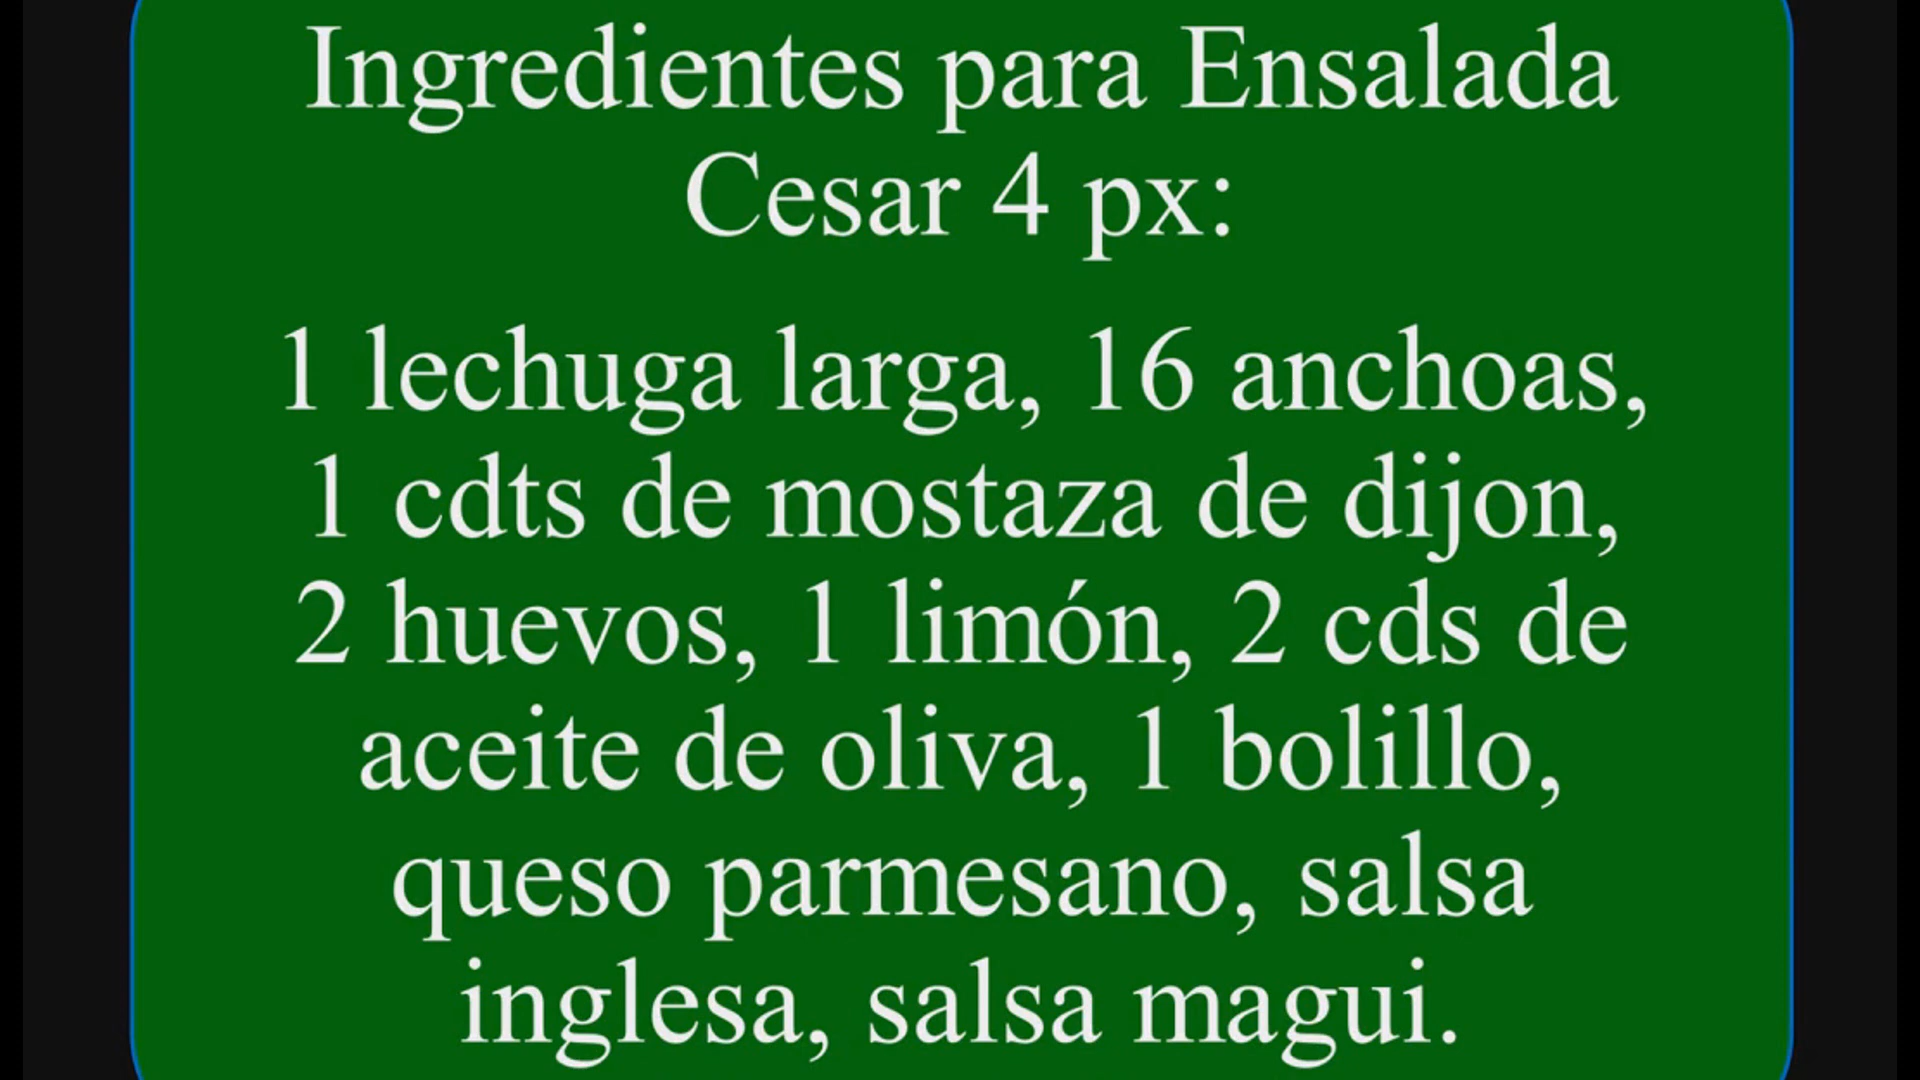 Ingredientes para Ensalada
Cesar 4 px:
1 lechuga larga, 16 anchoas,
1 cdts de mostaza de dijon,
2 huevos, 1 limón, 2 cds de
aceite de oliva, 1 bolillo,
queso parmesano, salsa
inglesa, salsa magui.